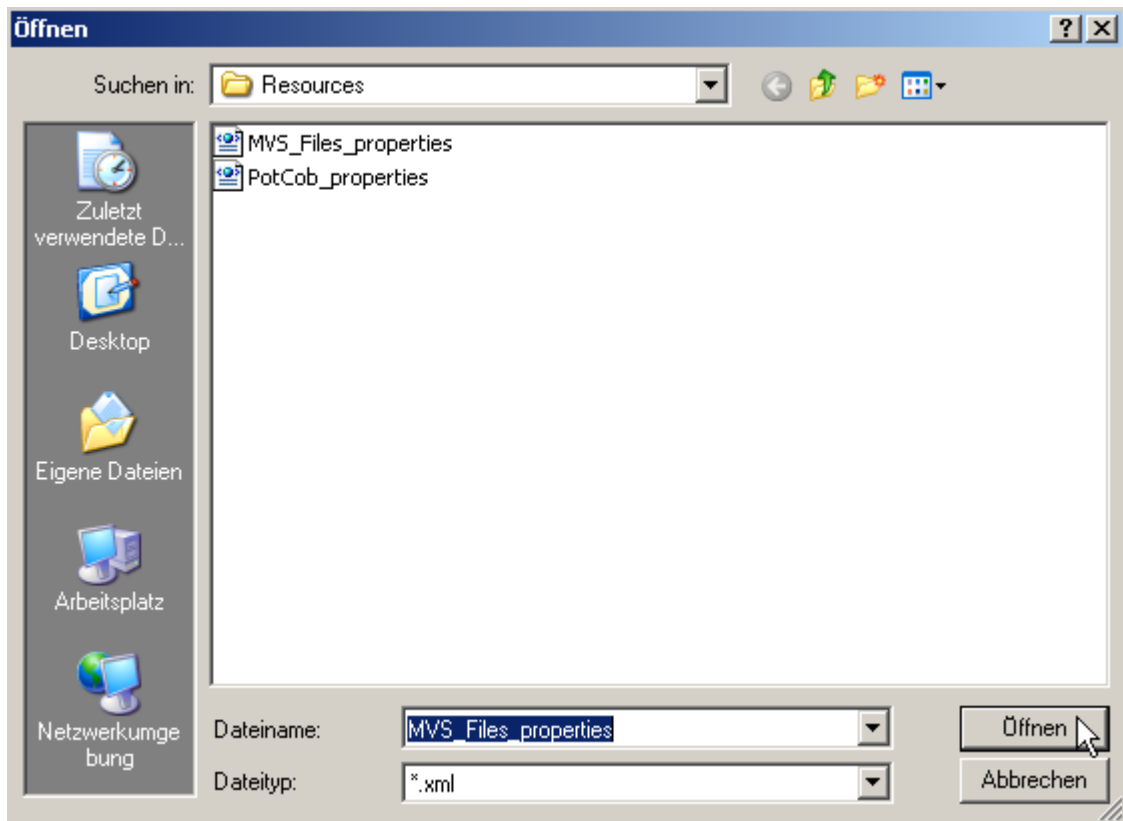 Öffnen
Suchen in:
Resources
MVS_Files_properties
PotCob_properties
Zuletzt
verwendete D...
Desktop
Eigene Dateien
Arbeitsplatz
Netzwerkumge
bung
Dateiname:
MVS_Files_properties
Öffnen
Dateityp:
*.xml
Abbrechen